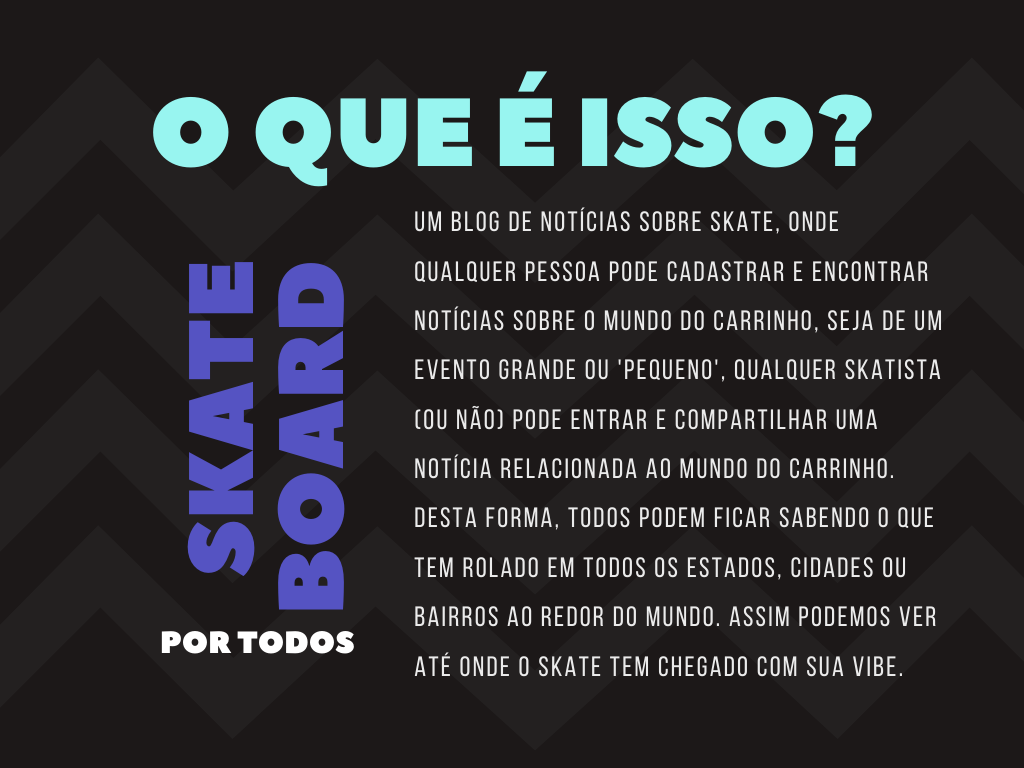 O QUE É ISSO?
SKATE
BOARD
POR TODOS
UM BLOG DE NOTÍCIAS SOBRE SKATE, ONDE
QUALQUER PESSOA PODE CADASTRAR E ENCONTRAR
NOTÍCIAS SOBRE O MUNDO DO CARRINHO, SEJA DE UM
EVENTO GRANDE OU 'PEQUENO', QUALQUER SKATISTA
(OU NÃO) PODE ENTRAR E COMPARTILHAR UMA
NOTÍCIA RELACIONADA AO MUNDO DO CARRINHO.
DESTA FORMA, TODOS PODEM FICAR SABENDO O QUE
TEM ROLADO EM TODOS OS ESTADOS, CIDADES OU
BAIRROS AO REDOR DO MUNDO. ASSIM PODEMOS VER
ATÉ ONDE O SKATE TEM CHEGADO COM SUA VIBE.